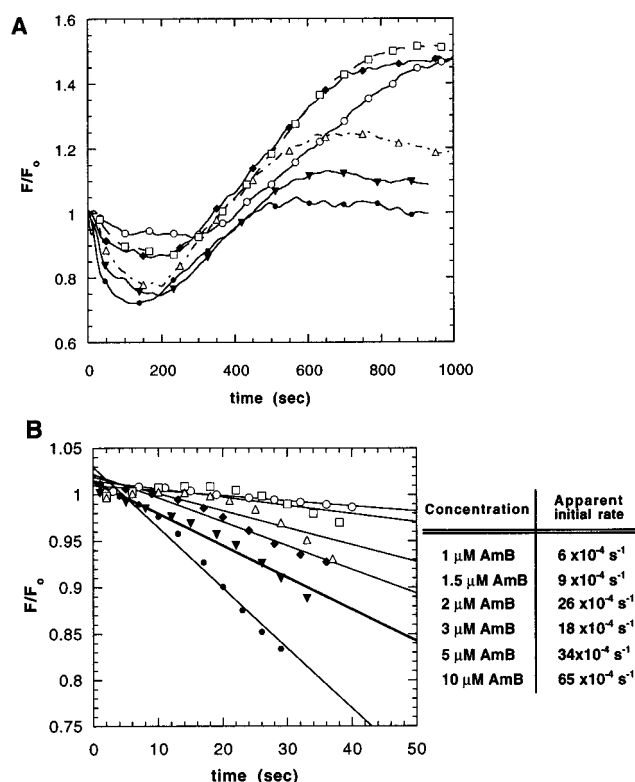 A
1.6
1.4
1.2
1
0.8
0.6
F/Fo
0 200 400 600 800 1000
time (sec)
B
1.05
1
0.95
0.9
0.85
0.8
0.75
F/Fo
0 10 20 30 40 50
time (sec)
Concentration Apparent initial rate
1 μM AmB 6 x10-4 s-1
1.5 μM AmB 9 x10-4 s-1
2 μM AmB 26 x10-4 s-1
3 μM AmB 18 x10-4 s-1
5 μM AmB 34x10-4 s-1
10 μM AmB 65 x10-4 s-1